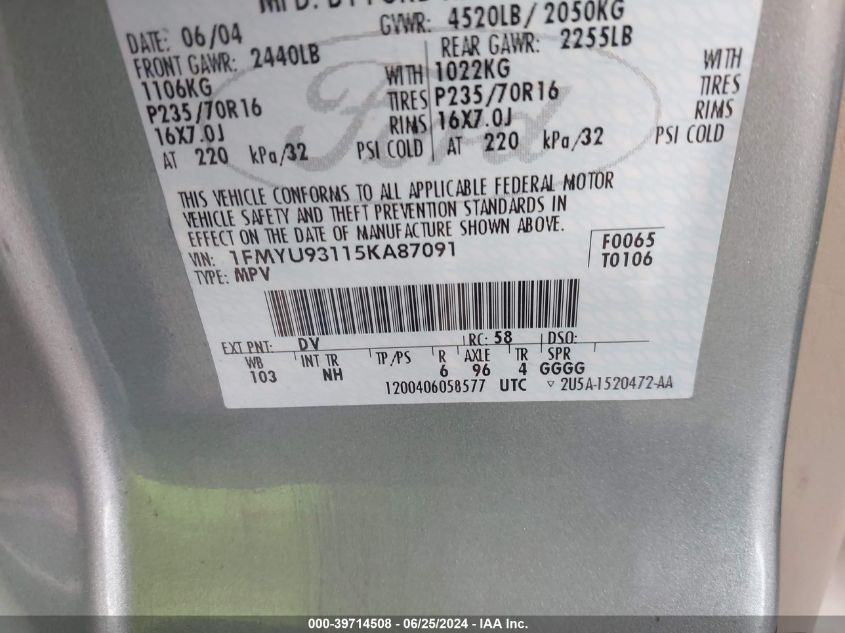 MFD. BY FORD
DATE: 06/04 GVWR: 4520LB/ 2050KG
FRONT GAWR: 2440LB REAR GAWR: 2255LB
1106KG WITH 1022KG WITH
P235/70R16 TIRES P235/70R16 TIRES
16X7.0J RIMS 16X7.0J RIMS
AT 220 kPa/32 PSI COLD AT 220 kPa/32 PSI COLD
Ford
THIS VEHICLE CONFORMS TO ALL APPLICABLE FEDERAL MOTOR
VEHICLE SAFETY AND THEFT PREVENTION STANDARDS IN
EFFECT ON THE DATE OF MANUFACTURE SHOWN ABOVE.
VIN: 1FMYU93115KA87091 F0065
TYPE: MPV T0106
EXT PNT: DV RC: 58 DSO:
WB INT TR TP/PS R AXLE TR SPR
103 NH 6 96 4 GGGG
1200406058577 UTC ▽ 2U5A-1520472-AA
000-39714508 - 06/25/2024 - IAA Inc.